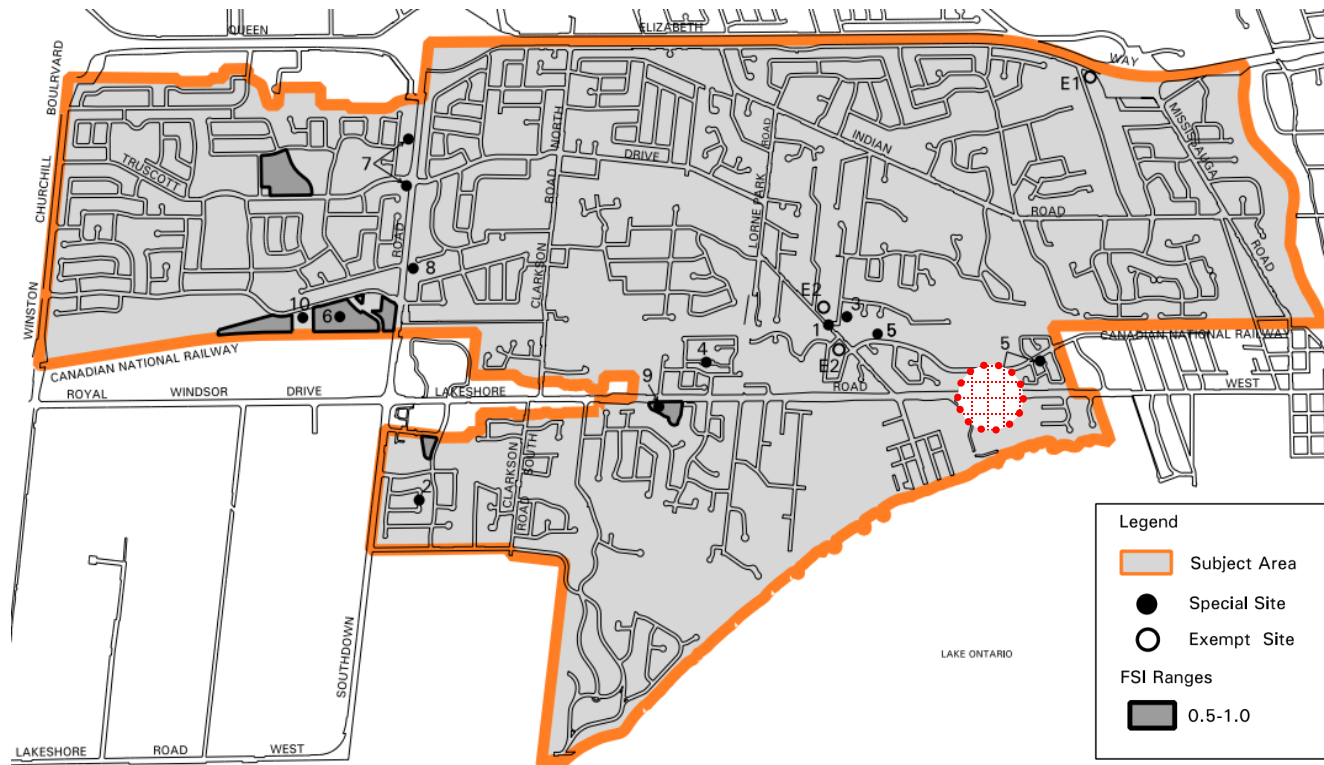 QUEEN
ELIZABETH
WAY
BOULRVARD
CHURCHILL
WINSTON
TRUSCOTT
7
ROAD
8
10
6
CANADIAN NATIONAL RAILWAY
ROYAL WINDSOR DRIVE
LAKESHORE
ROAD
WEST
NORTH
ROAD
CLARKSON
DRIVE
LORNE PARK
ROAD
INDIAN
ROAD
E1
MISSISSAUGA
ROAD
E2
1
3
5
E2
4
9
5
CANADIAN NATIONAL RAILWAY
2
CLARKSON
ROAD SOUTH
SOUTHDOWN
LAKESHORE ROAD WEST
LAKE ONTARIO
Legend
Subject Area
Special Site
Exempt Site
FSI Ranges
0.5-1.0